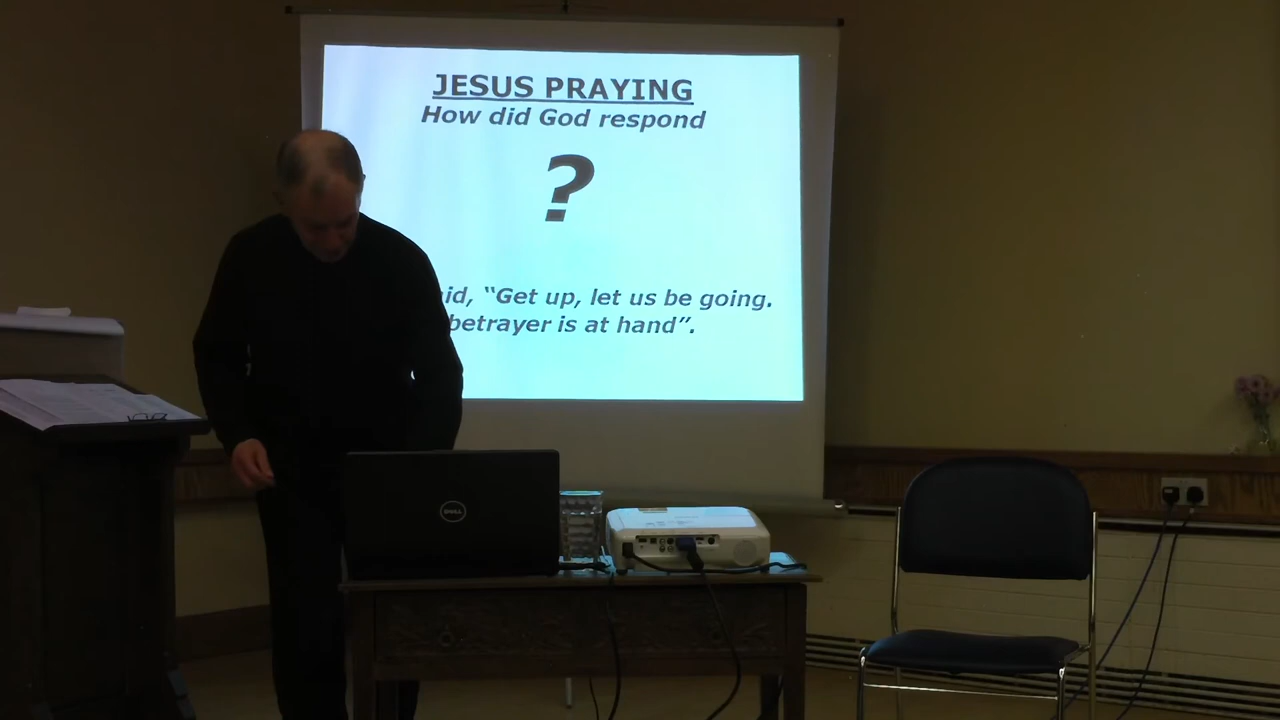 JESUS PRAYING
How did God respond
?
id, “Get up, let us be going.
betrayer is at hand”.
DELL